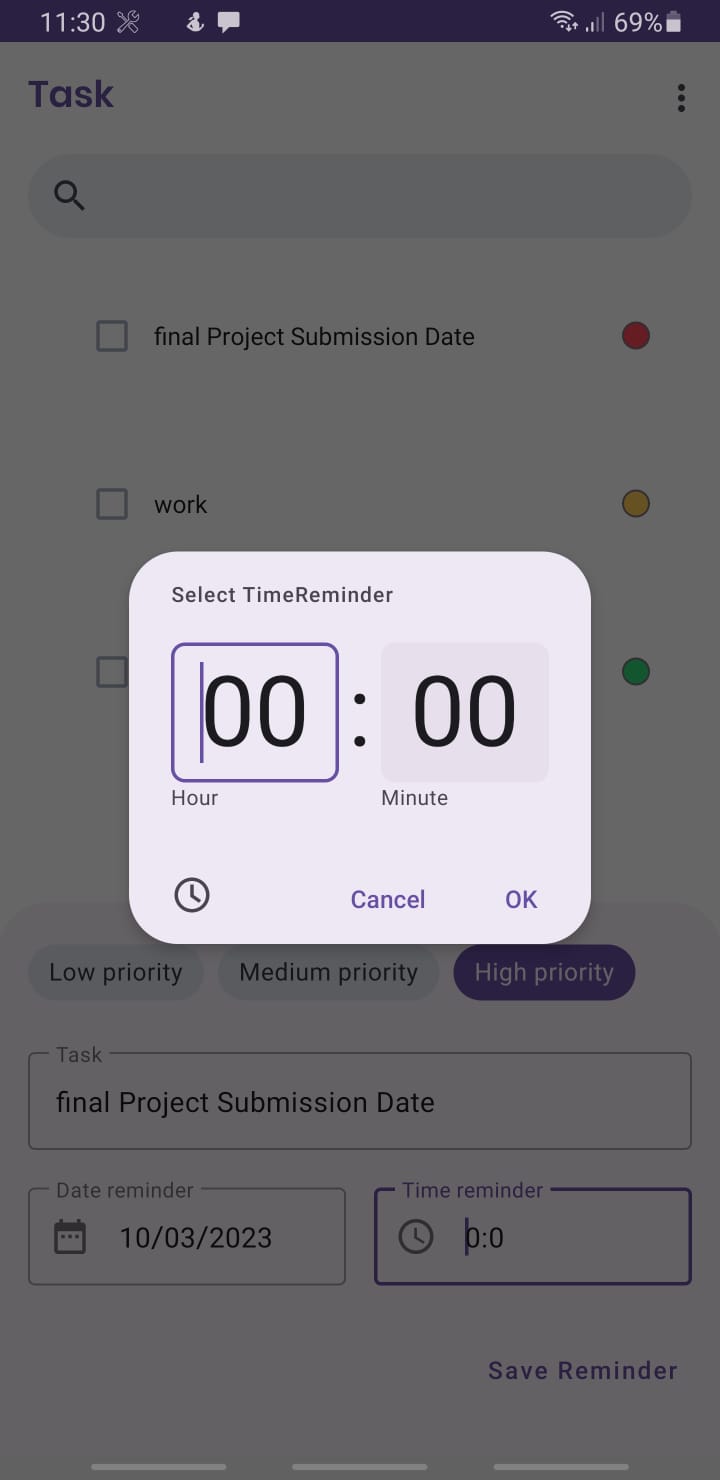 11:30 69%
Task
final Project Submission Date
work
Select TimeReminder
00 : 00
Hour Minute
Cancel OK
Low priority Medium priority High priority
Task
final Project Submission Date
Date reminder Time reminder
10/03/2023 0:0
Save Reminder